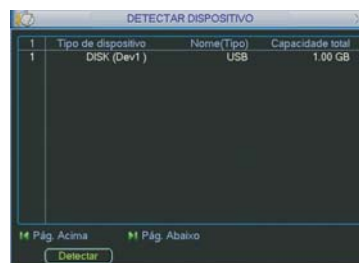 DETECTAR DISPOSITIVO
1 Tipo de dispositivo Nome(Tipo) Capacidade total
1 DISK (Dev1 ) USB 1.00 GB
Pág. Acima Pág. Abaixo
Detectar